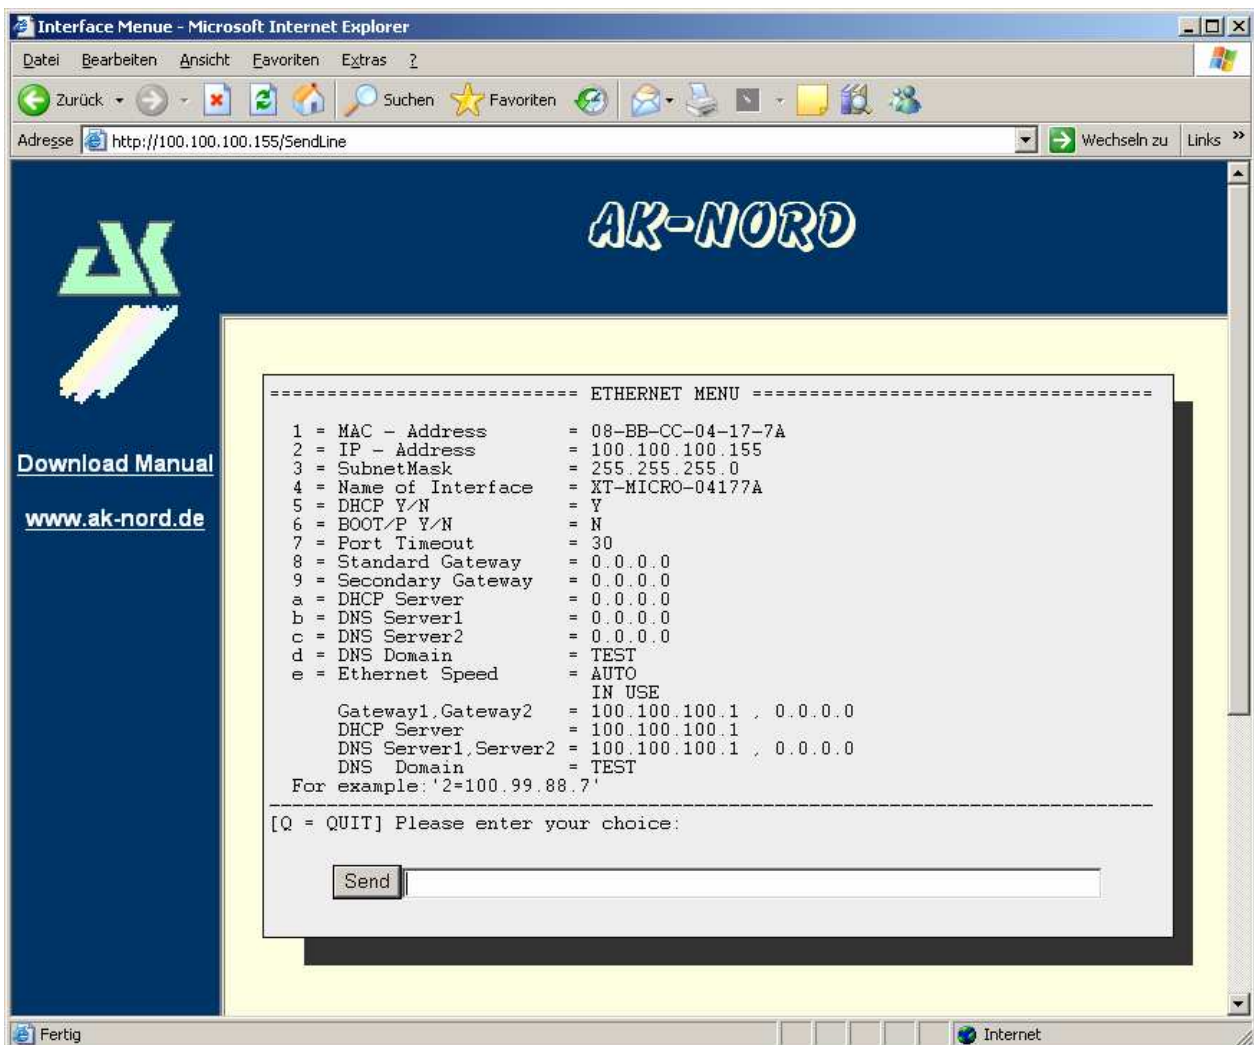 Interface Menue - Microsoft Internet Explorer
Datei Bearbeiten Ansicht Favoriten Extras ?
Zurück Suchen Favoriten
Adresse http://100.100.100.155/SendLine Wechseln zu Links »
AK-NORD
AK
Download Manual
www.ak-nord.de
=========================== ETHERNET MENU ===================================
1 = MAC - Address = 08-BB-CC-04-17-7A
2 = IP - Address = 100.100.100.155
3 = SubnetMask = 255.255.255.0
4 = Name of Interface = XT-MICRO-04177A
5 = DHCP Y/N = Y
6 = BOOT/P Y/N = N
7 = Port Timeout = 30
8 = Standard Gateway = 0.0.0.0
9 = Secondary Gateway = 0.0.0.0
a = DHCP Server = 0.0.0.0
b = DNS Server1 = 0.0.0.0
c = DNS Server2 = 0.0.0.0
d = DNS Domain = TEST
e = Ethernet Speed = AUTO
IN USE
Gateway1,Gateway2 = 100.100.100.1 , 0.0.0.0
DHCP Server = 100.100.100.1
DNS Server1,Server2 = 100.100.100.1 , 0.0.0.0
DNS Domain = TEST
For example:'2=100.99.88.7'
[Q = QUIT] Please enter your choice:
Send
Fertig Internet